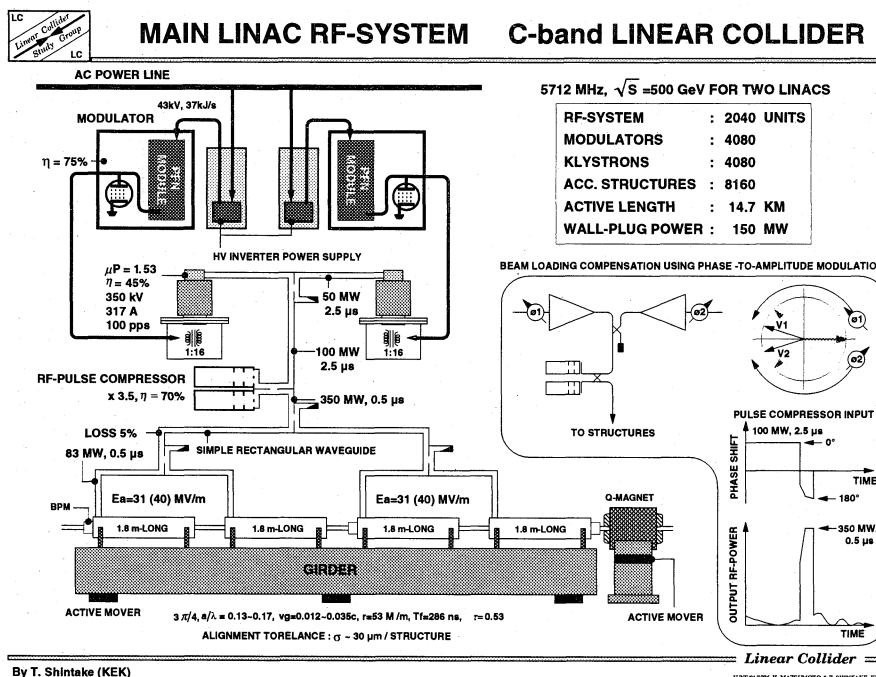 LC
Linear Collider
Study Group
LC
MAIN LINAC RF-SYSTEM C-band LINEAR COLLIDER
AC POWER LINE
43kV, 37kJ/s
MODULATOR
η = 75%
PFN MODULE
PFN MODULE
HV INVERTER POWER SUPPLY
μP = 1.53
η = 45%
350 kV
317 A
100 pps
50 MW
2.5 μs
1:16
1:16
100 MW
2.5 μs
RF-PULSE COMPRESSOR
x 3.5, η = 70%
350 MW, 0.5 μs
LOSS 5%
SIMPLE RECTANGULAR WAVEGUIDE
83 MW, 0.5 μs
Ea=31 (40) MV/m
Ea=31 (40) MV/m
BPM
Q-MAGNET
1.8 m-LONG
1.8 m-LONG
1.8 m-LONG
1.8 m-LONG
GIRDER
ACTIVE MOVER
ACTIVE MOVER
3 π/4, a/λ = 0.13~0.17, vg=0.012~0.035c, r=53 M /m, Tf=286 ns, τ=0.53
ALIGNMENT TORELANCE : σ ~ 30 μm / STRUCTURE
5712 MHz, √S =500 GeV FOR TWO LINACS
RF-SYSTEM : 2040 UNITS
MODULATORS : 4080
KLYSTRONS : 4080
ACC. STRUCTURES : 8160
ACTIVE LENGTH : 14.7 KM
WALL-PLUG POWER : 150 MW
BEAM LOADING COMPENSATION USING PHASE -TO-AMPLITUDE MODULATIO
ø1
ø2
V1
V2
ø1
ø2
TO STRUCTURES
PULSE COMPRESSOR INPUT
100 MW, 2.5 μs
0°
PHASE SHIFT
TIME
180°
350 MW
0.5 μs
OUTPUT RF-POWER
TIME
Linear Collider
By T. Shintake (KEK)